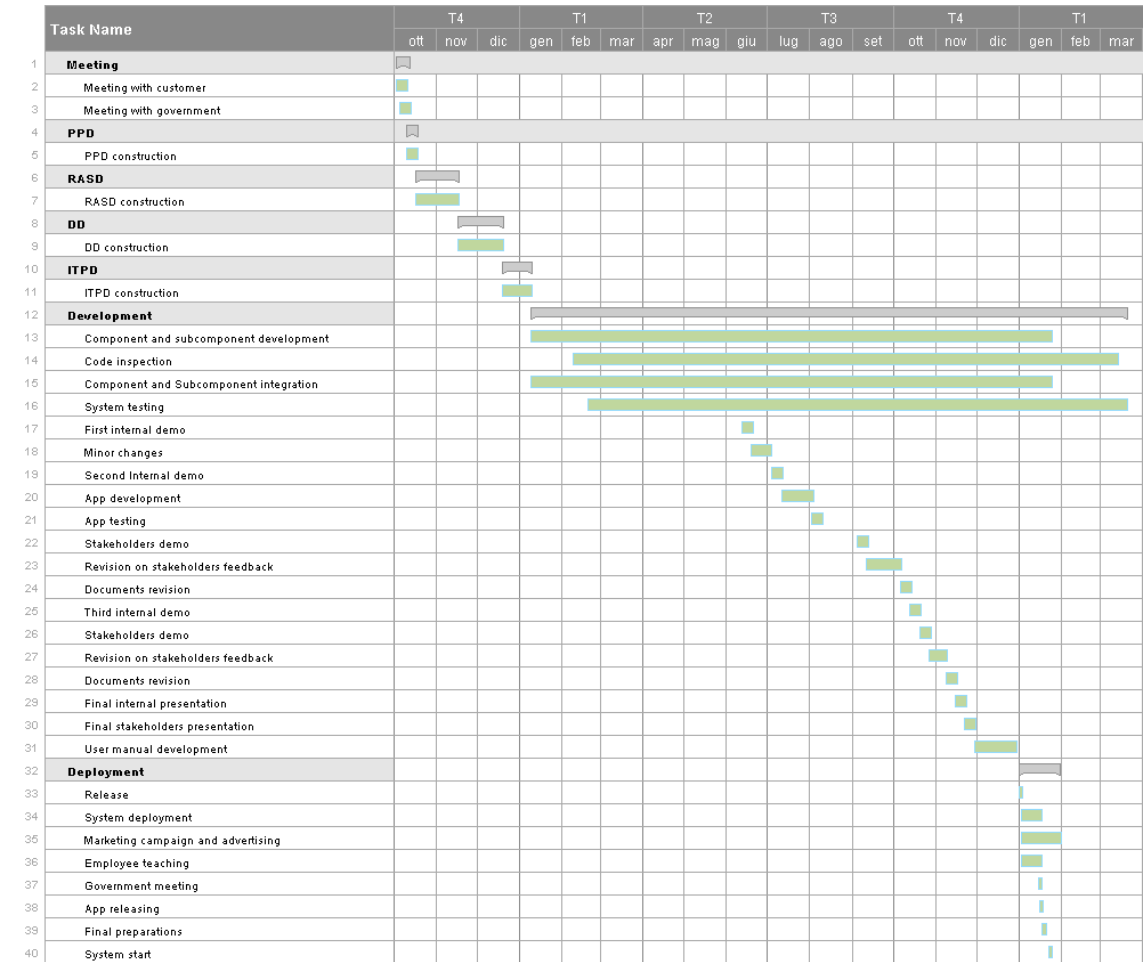 Task Name
T4 T1 T2 T3 T4 T1
ott nov dic gen feb mar apr mag giu lug ago set ott nov dic gen feb mar
1 Meeting
2 Meeting with customer
3 Meeting with government
4 PPD
5 PPD construction
6 RASD
7 RASD construction
8 DD
9 DD construction
10 ITPD
11 ITPD construction
12 Development
13 Component and subcomponent development
14 Code inspection
15 Component and Subcomponent integration
16 System testing
17 First internal demo
18 Minor changes
19 Second Internal demo
20 App development
21 App testing
22 Stakeholders demo
23 Revision on stakeholders feedback
24 Documents revision
25 Third internal demo
26 Stakeholders demo
27 Revision on stakeholders feedback
28 Documents revision
29 Final internal presentation
30 Final stakeholders presentation
31 User manual development
32 Deployment
33 Release
34 System deployment
35 Marketing campaign and advertising
36 Employee teaching
37 Government meeting
38 App releasing
39 Final preparations
40 System start